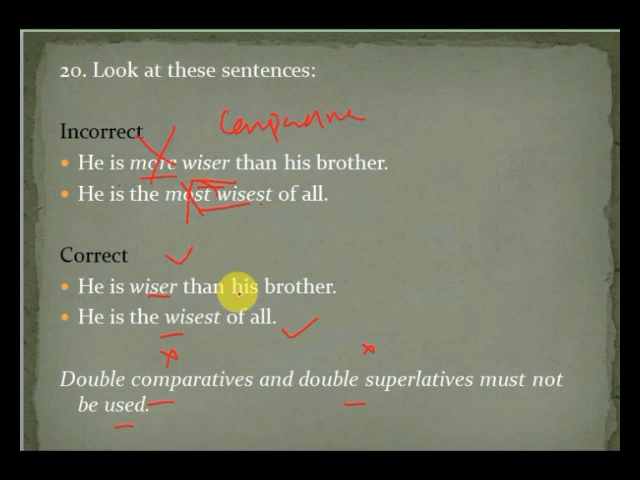 20. Look at these sentences:
Comparative
Incorrect
He is more wiser than his brother.
He is the most wisest of all.
Correct
He is wiser than his brother.
He is the wisest of all.
Double comparatives and double superlatives must not
be used.